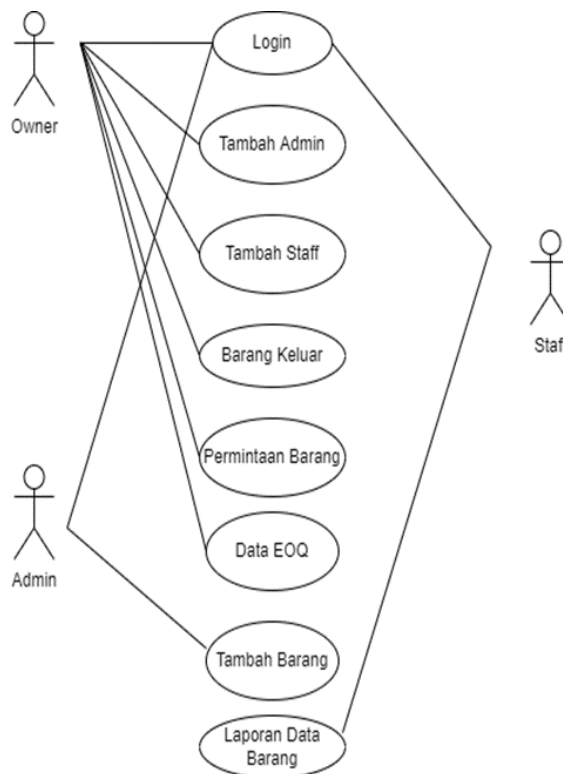 Login
Owner
Tambah Admin
Tambah Staff
Staf
Barang Keluar
Permintaan Barang
Data EOQ
Admin
Tambah Barang
Laporan Data
Barang